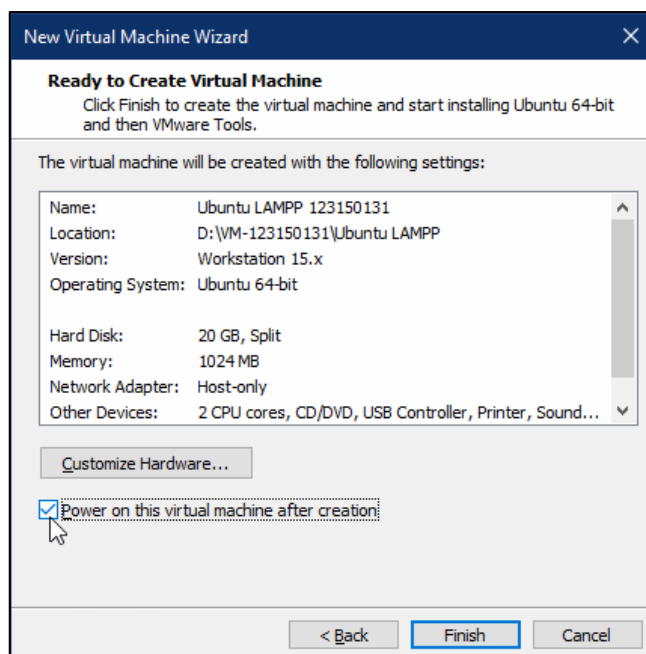 New Virtual Machine Wizard
Ready to Create Virtual Machine
Click Finish to create the virtual machine and start installing Ubuntu 64-bit
and then VMware Tools.
The virtual machine will be created with the following settings:
Name: Ubuntu LAMPP 123150131
Location: D:\VM-123150131\Ubuntu LAMPP
Version: Workstation 15.x
Operating System: Ubuntu 64-bit
Hard Disk: 20 GB, Split
Memory: 1024 MB
Network Adapter: Host-only
Other Devices: 2 CPU cores, CD/DVD, USB Controller, Printer, Sound...
Customize Hardware...
Power on this virtual machine after creation
< Back Finish Cancel